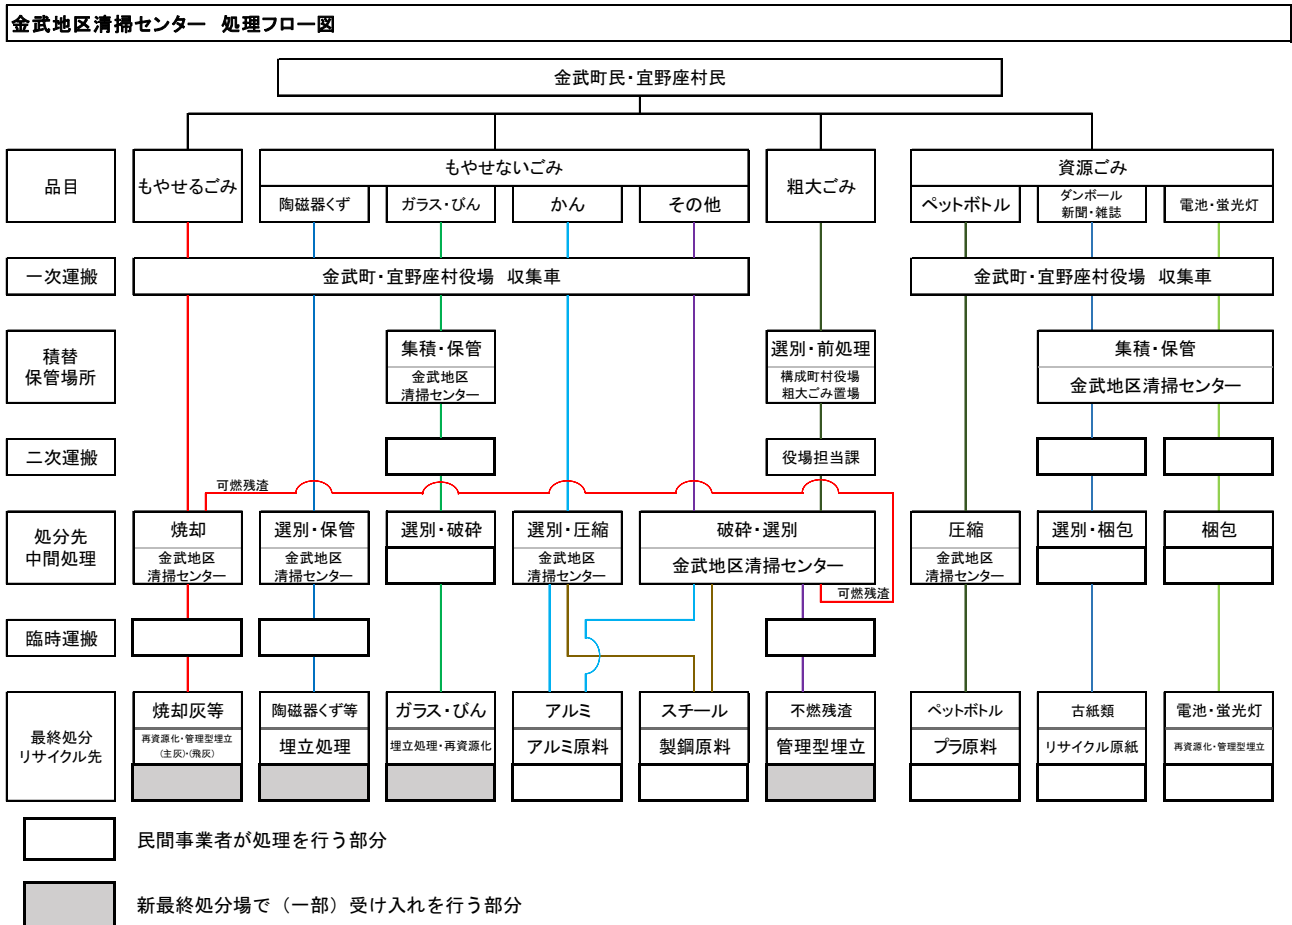 金武地区清掃センター　処理フロー図
金武町民・宜野座村民
品目
もやせるごみ
もやせないごみ
陶磁器くず
ガラス・びん
かん
その他
粗大ごみ
資源ごみ
ペットボトル
ダンボール
新聞・雑誌
電池・蛍光灯
一次運搬
金武町・宜野座村役場　収集車
金武町・宜野座村役場　収集車
積替
保管場所
集積・保管
金武地区
清掃センター
選別・前処理
構成町村役場
粗大ごみ置場
集積・保管
金武地区清掃センター
二次運搬
役場担当課
可燃残渣
処分先
中間処理
焼却
金武地区
清掃センター
選別・保管
金武地区
清掃センター
選別・破砕
選別・圧縮
金武地区
清掃センター
破砕・選別
金武地区清掃センター
圧縮
金武地区
清掃センター
選別・梱包
梱包
可燃残渣
臨時運搬
最終処分
リサイクル先
焼却灰等
再資源化・管理型埋立
(主灰)・(飛灰)
陶磁器くず等
埋立処理
ガラス・びん
埋立処理・再資源化
アルミ
アルミ原料
スチール
製鋼原料
不燃残渣
管理型埋立
ペットボトル
プラ原料
古紙類
リサイクル原紙
電池・蛍光灯
再資源化・管理型埋立
民間事業者が処理を行う部分
新最終処分場で（一部）受け入れを行う部分